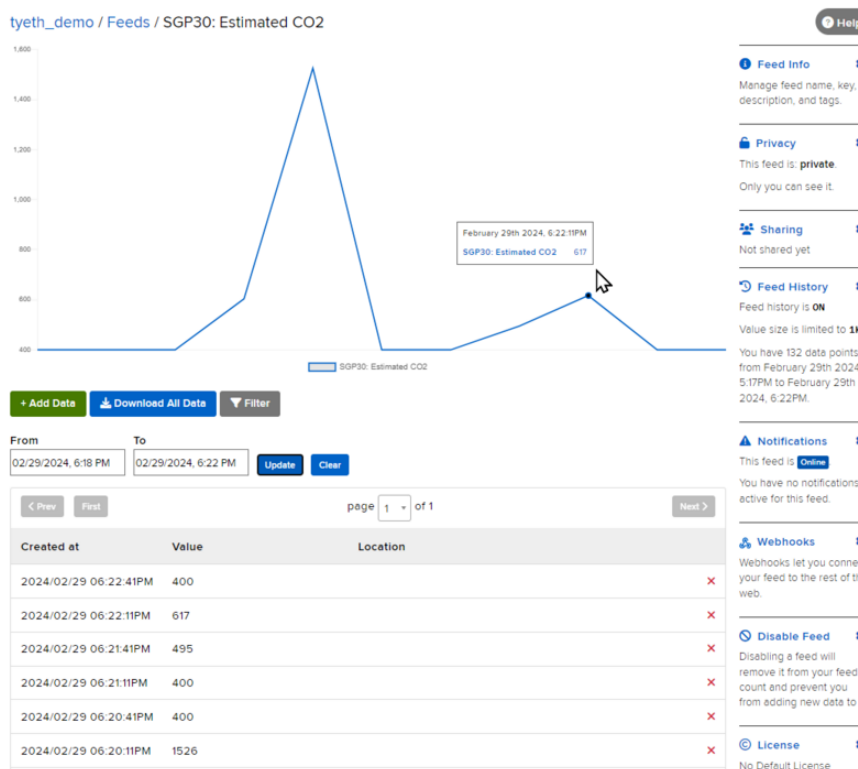 tyeth_demo / Feeds / SGP30: Estimated CO2
Help
1,600
1,400
1,200
1,000
800
600
400
February 29th 2024, 6:22:11PM
SGP30: Estimated CO2 617
SGP30: Estimated CO2
+ Add Data
Download All Data
Filter
From
To
02/29/2024, 6:18 PM
02/29/2024, 6:22 PM
Update
Clear
< Prev
First
page 1 of 1
Next >
Created at Value Location
2024/02/29 06:22:41PM 400
2024/02/29 06:22:11PM 617
2024/02/29 06:21:41PM 495
2024/02/29 06:21:11PM 400
2024/02/29 06:20:41PM 400
2024/02/29 06:20:11PM 1526
Feed Info
Manage feed name, key,
description, and tags.
Privacy
This feed is: private.
Only you can see it.
Sharing
Not shared yet
Feed History
Feed history is ON
Value size is limited to
You have 132 data points
from February 29th 2024
5:17PM to February 29th
2024, 6:22PM.
Notifications
This feed is Online
You have no notifications
active for this feed.
Webhooks
Webhooks let you conne
your feed to the rest of th
web.
Disable Feed
Disabling a feed will
remove it from your feed
count and prevent you
from adding new data to
License
No Default License